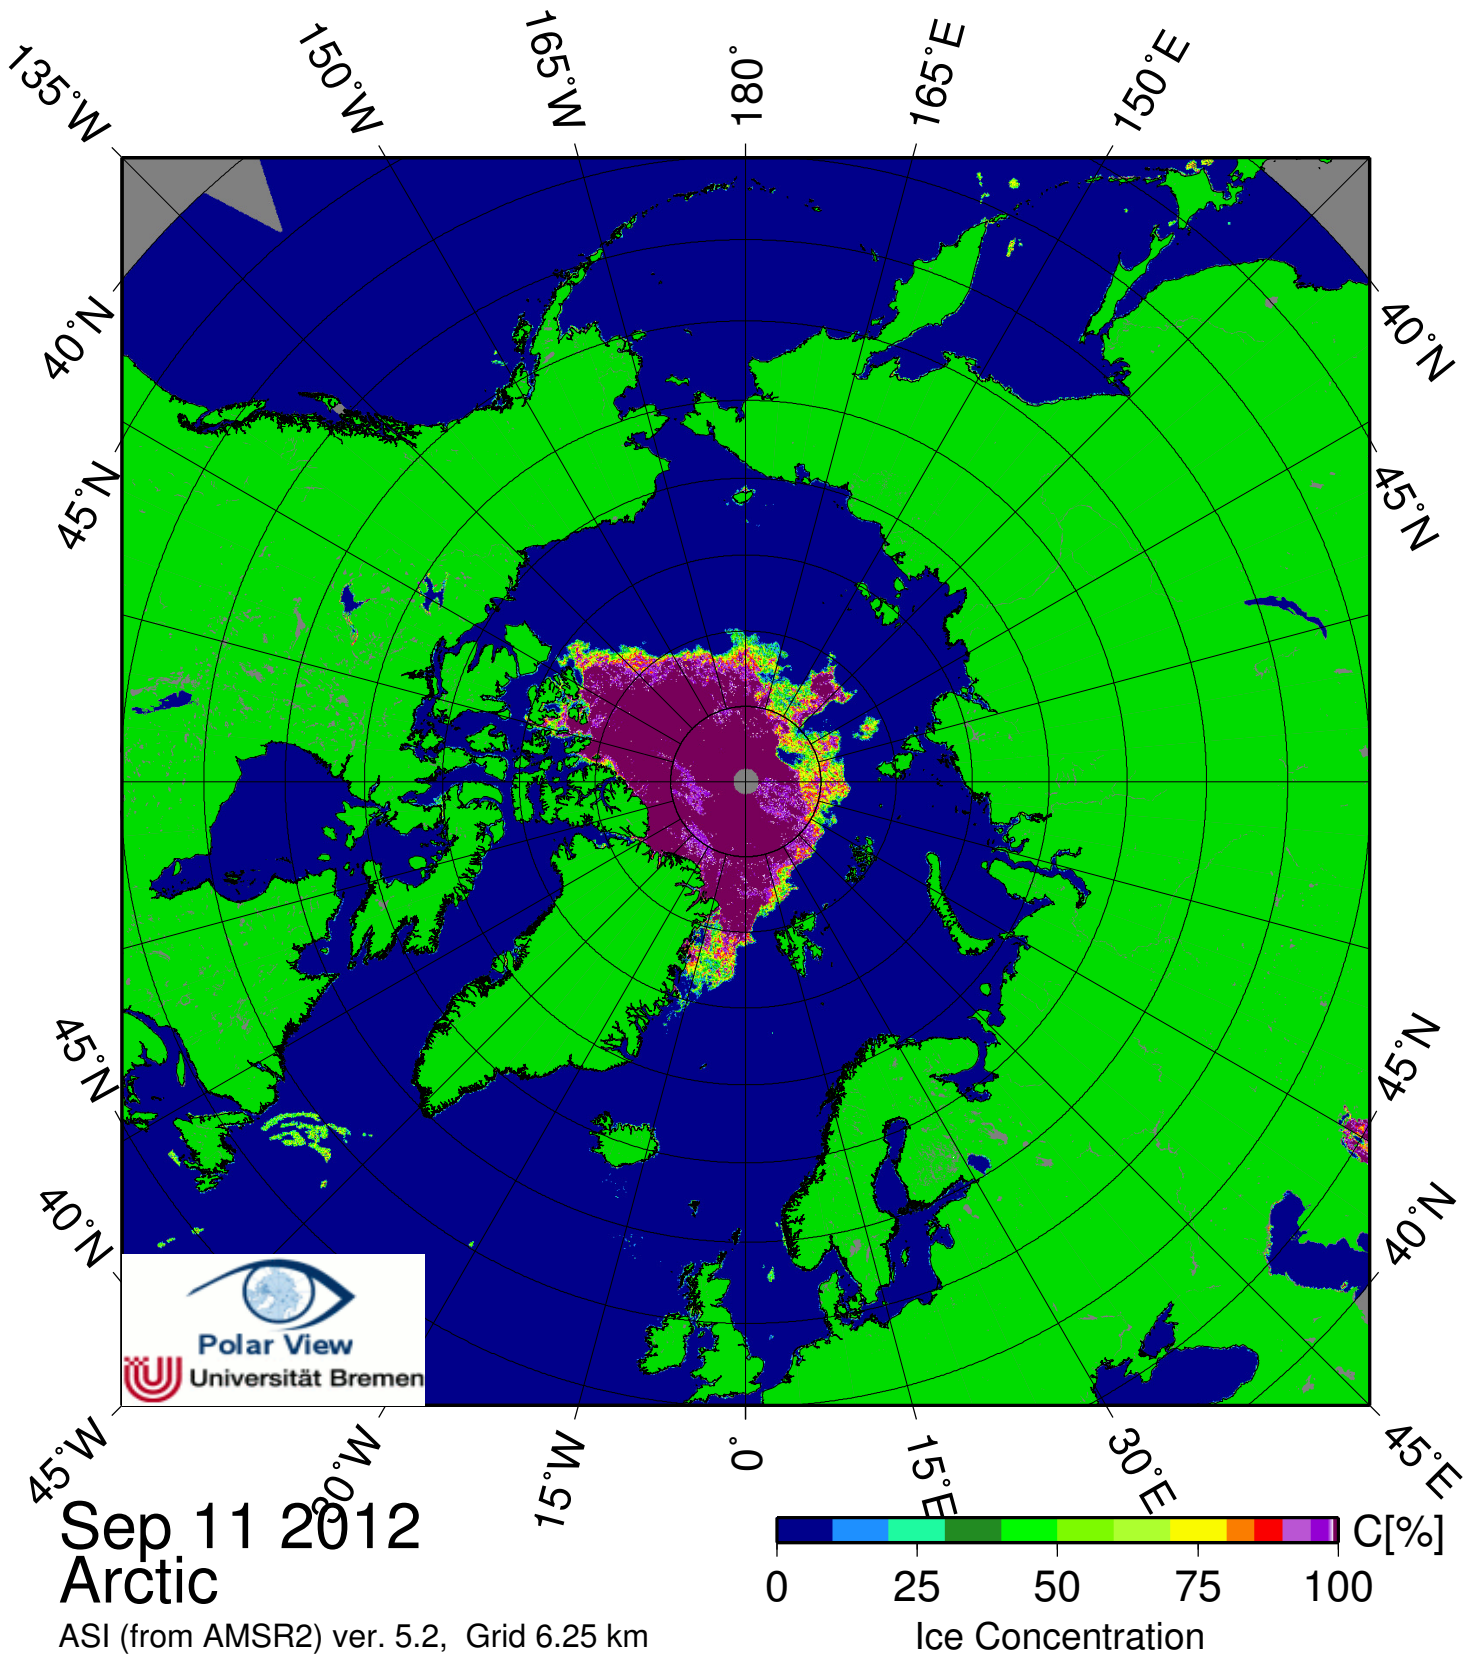 135°W
150°W
165°W
180°
165°E
150°E
40°N
40°N
45°N
45°N
45°N
45°N
40°N
40°N
Polar View
Universität Bremen
45°W
30°W
15°W
0°
15°E
30°E
45°E
Sep 11 2012
Arctic
ASI (from AMSR2) ver. 5.2, Grid 6.25 km
C[%]
0 25 50 75 100
Ice Concentration